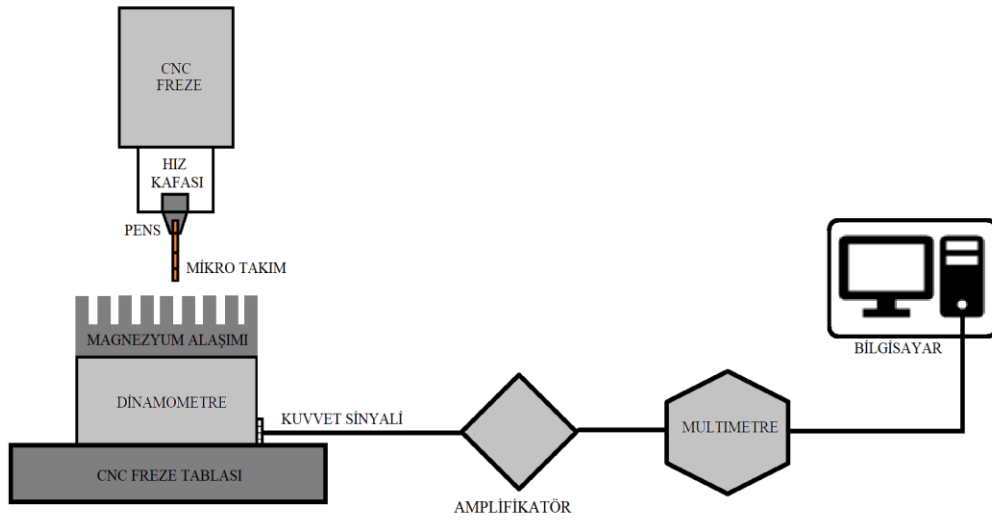 CNC
FREZE
HIZ
KAFASI
PENS
MİKRO TAKIM
MAGNEZYUM ALAŞIMI
DİNAMOMETRE
KUVVET SİNYALİ
CNC FREZE TABLASI
AMPLİFİKATÖR
MULTIMETRE
BİLGİSAYAR